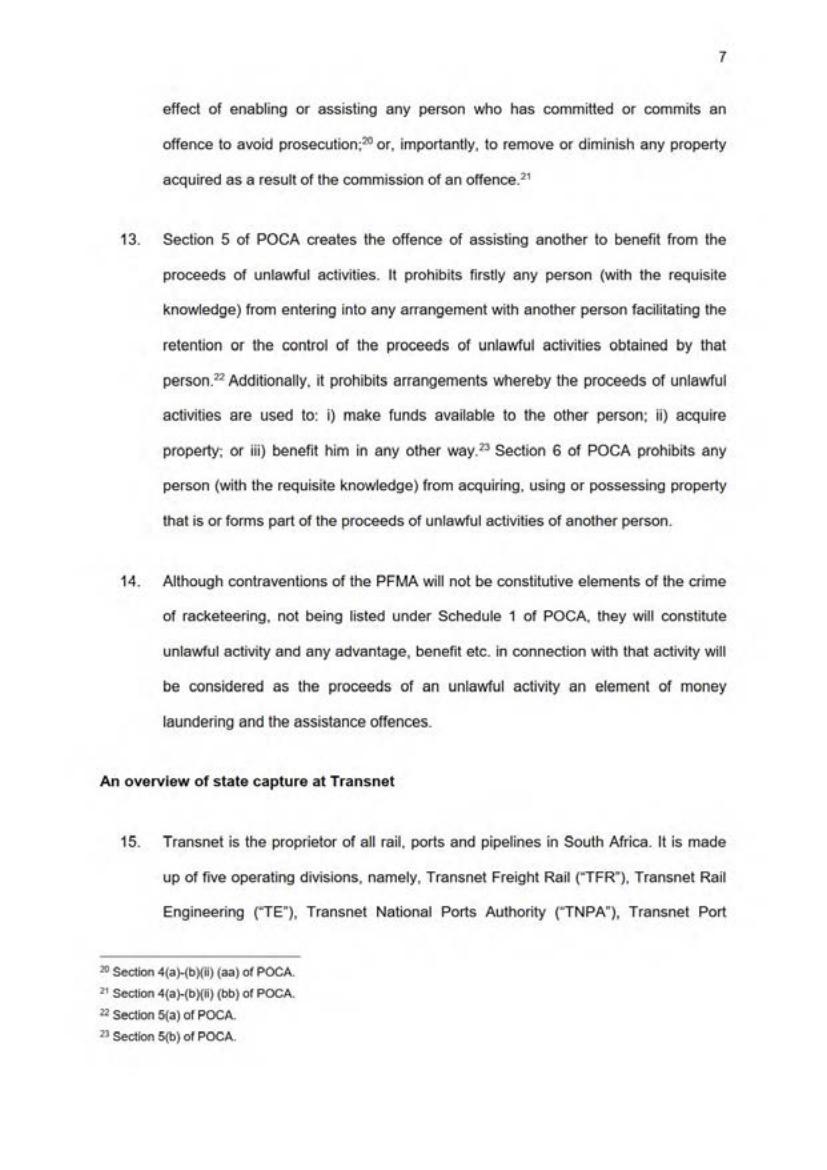 7
effect of enabling or assisting any person who has committed or commits an
offence to avoid prosecution;²⁰ or, importantly, to remove or diminish any property
acquired as a result of the commission of an offence.²¹
13. Section 5 of POCA creates the offence of assisting another to benefit from the
proceeds of unlawful activities. It prohibits firstly any person (with the requisite
knowledge) from entering into any arrangement with another person facilitating the
retention or the control of the proceeds of unlawful activities obtained by that
person.²² Additionally, it prohibits arrangements whereby the proceeds of unlawful
activities are used to: i) make funds available to the other person; ii) acquire
property; or iii) benefit him in any other way.²³ Section 6 of POCA prohibits any
person (with the requisite knowledge) from acquiring, using or possessing property
that is or forms part of the proceeds of unlawful activities of another person.
14. Although contraventions of the PFMA will not be constitutive elements of the crime
of racketeering, not being listed under Schedule 1 of POCA, they will constitute
unlawful activity and any advantage, benefit etc. in connection with that activity will
be considered as the proceeds of an unlawful activity an element of money
laundering and the assistance offences.
An overview of state capture at Transnet
15. Transnet is the proprietor of all rail, ports and pipelines in South Africa. It is made
up of five operating divisions, namely, Transnet Freight Rail ("TFR"), Transnet Rail
Engineering ("TE"), Transnet National Ports Authority ("TNPA"), Transnet Port
²⁰ Section 4(a)-(b)(ii) (aa) of POCA.
²¹ Section 4(a)-(b)(ii) (bb) of POCA.
²² Section 5(a) of POCA.
²³ Section 5(b) of POCA.